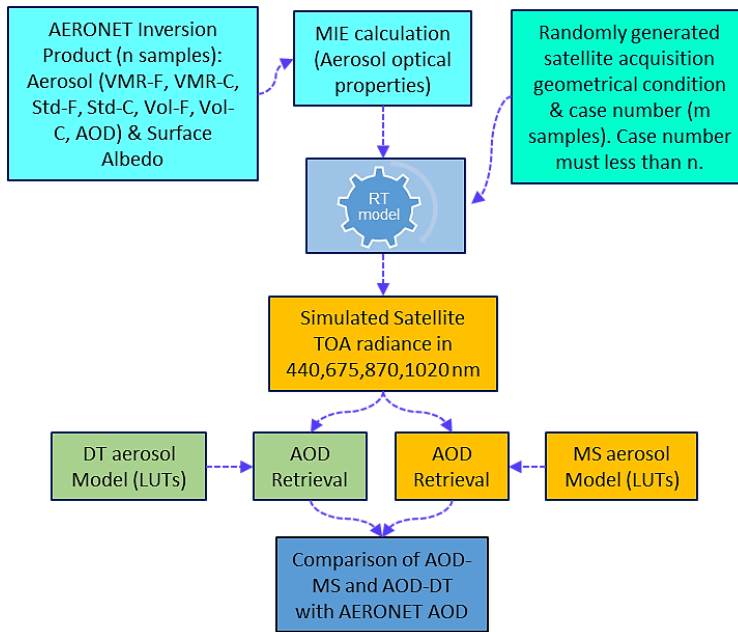 AERONET Inversion
Product (n samples):
Aerosol (VMR-F, VMR-C,
Std-F, Std-C, Vol-F, Vol-
C, AOD) & Surface
Albedo
MIE calculation
(Aerosol optical
properties)
Randomly generated
satellite acquisition
geometrical condition
& case number (m
samples). Case number
must less than n.
RT
model
Simulated Satellite
TOA radiance in
440,675,870,1020 nm
DT aerosol
Model (LUTs)
AOD
Retrieval
AOD
Retrieval
MS aerosol
Model (LUTs)
Comparison of AOD-
MS and AOD-DT
with AERONET AOD